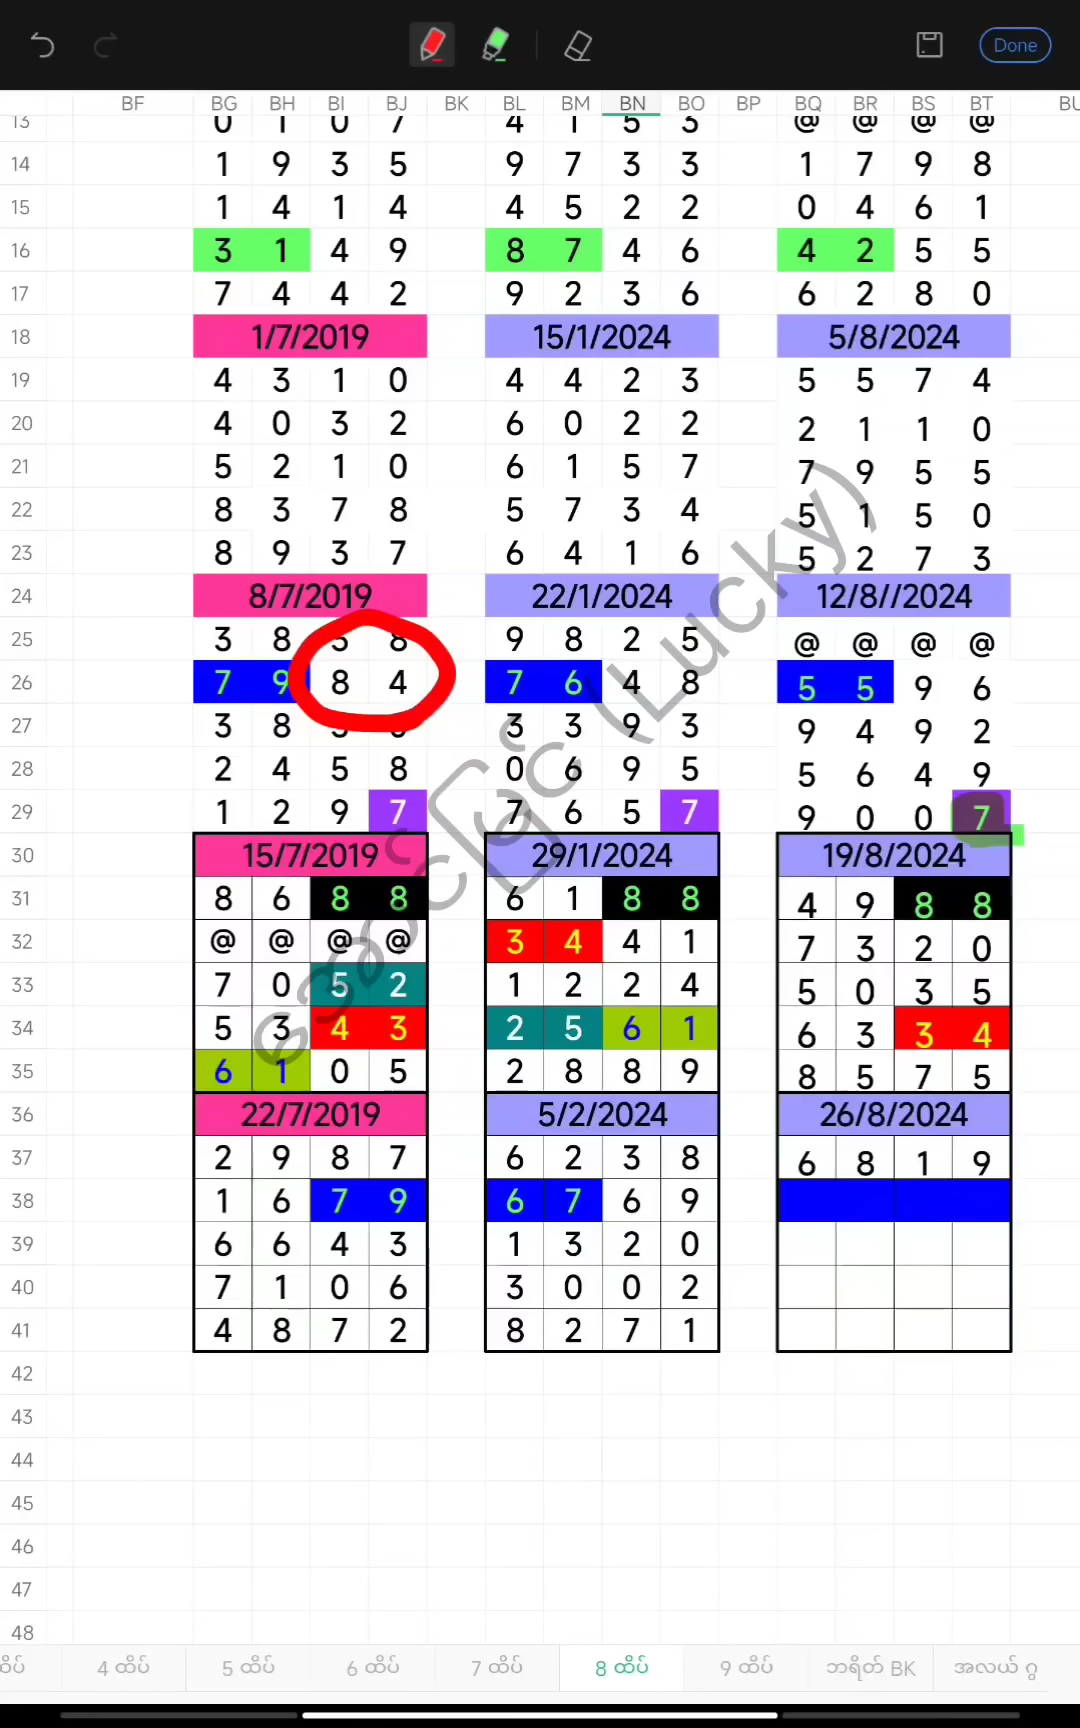 Done
BF BG BH BI BJ BK BL BM BN BO BP BQ BR BS BT BU
13 0 1 0 7 4 1 5 3 @ @ @ @
14 1 9 3 5 9 7 3 3 1 7 9 8
15 1 4 1 4 4 5 2 2 0 4 6 1
16 3 1 4 9 8 7 4 6 4 2 5 5
17 7 4 4 2 9 2 3 6 6 2 8 0
18 1/7/2019 15/1/2024 5/8/2024
19 4 3 1 0 4 4 2 3 5 5 7 4
20 4 0 3 2 6 0 2 2 2 1 1 0
21 5 2 1 0 6 1 5 7 7 9 5 5
22 8 3 7 8 5 7 3 4 5 1 5 0
23 8 9 3 7 6 4 1 6 5 2 7 3
24 8/7/2019 22/1/2024 12/8//2024
25 3 8 8 9 8 2 5 @ @ @ @
26 7 9 8 4 7 6 4 8 5 5 9 6
27 3 8 3 3 9 3 9 4 9 2
28 2 4 5 8 0 6 9 5 5 6 4 9
29 1 2 9 7 7 6 5 7 9 0 0 7
30 15/7/2019 29/1/2024 19/8/2024
31 8 6 8 8 6 1 8 8 4 9 8 8
32 @ @ @ @ 3 4 4 1 7 3 2 0
33 7 0 5 2 1 2 2 4 5 0 3 5
34 5 3 4 3 2 5 6 1 6 3 3 4
35 6 1 0 5 2 8 8 9 8 5 7 5
36 22/7/2019 5/2/2024 26/8/2024
37 2 9 8 7 6 2 3 8 6 8 1 9
38 1 6 7 9 6 7 6 9
39 6 6 4 3 1 3 2 0
40 7 1 0 6 3 0 0 2
41 4 8 7 2 8 2 7 1
42
43
44
45
46
47
48
(Lucky)
4 ထိပ် 5 ထိပ် 6 ထိပ် 7 ထိပ် 8 ထိပ် 9 ထိပ် ဘရိတ် BK အလယ် ဂ